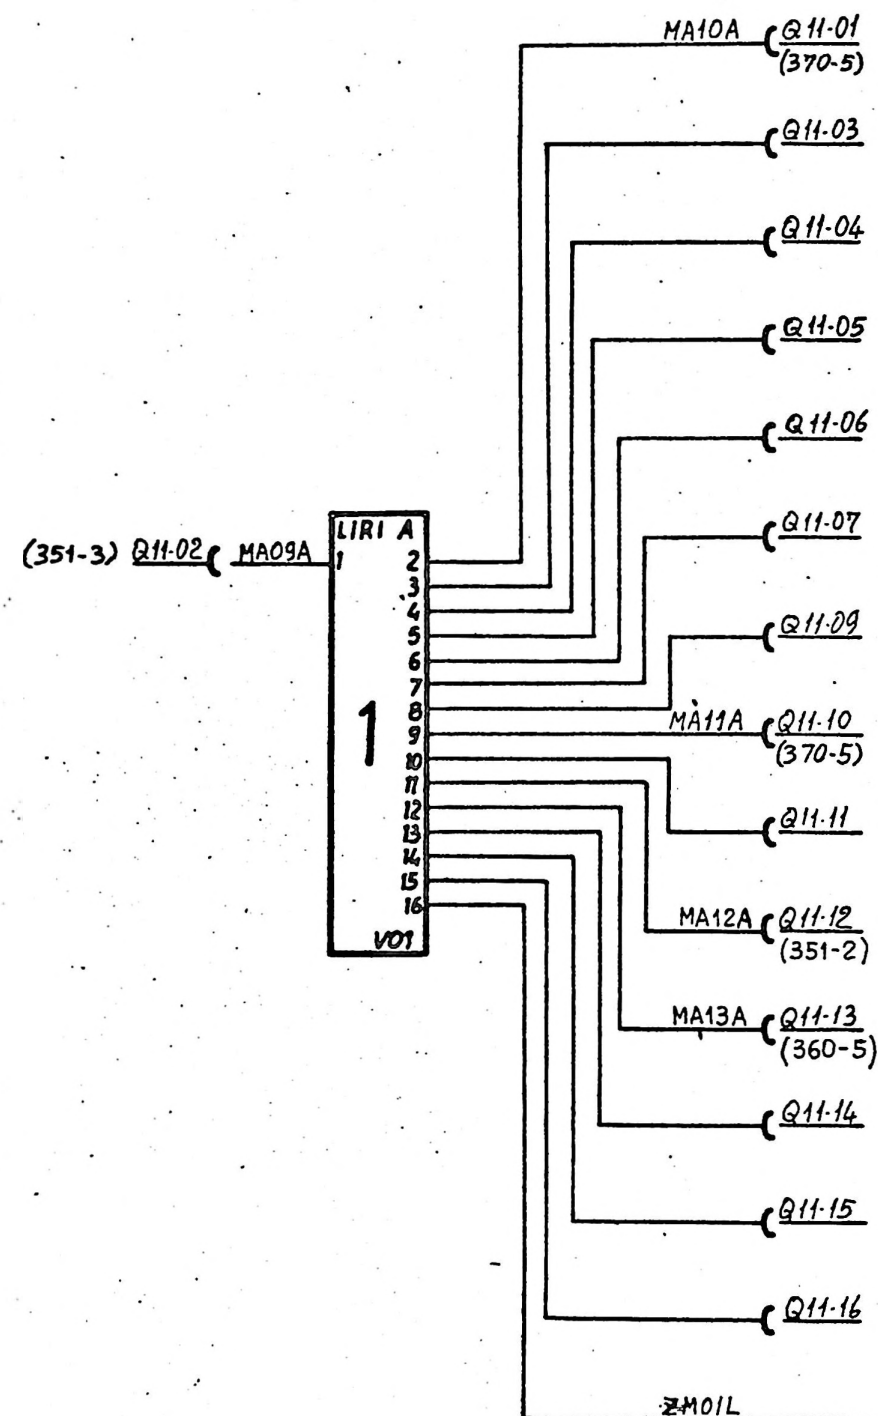 MA10A Q11-01
(370-5)
Q11-03
Q11-04
Q11-05
Q11-06
Q11-07
(351-3) Q11-02 MA09A
LIRI A
1 2
3
4
5
6
7
8
9
10
11
12
13
14
15
16
1
V01
Q11-09
MA11A Q11-10
(370-5)
Q11-11
MA12A Q11-12
(351-2)
MA13A Q11-13
(360-5)
Q11-14
Q11-15
Q11-16
ZM01L